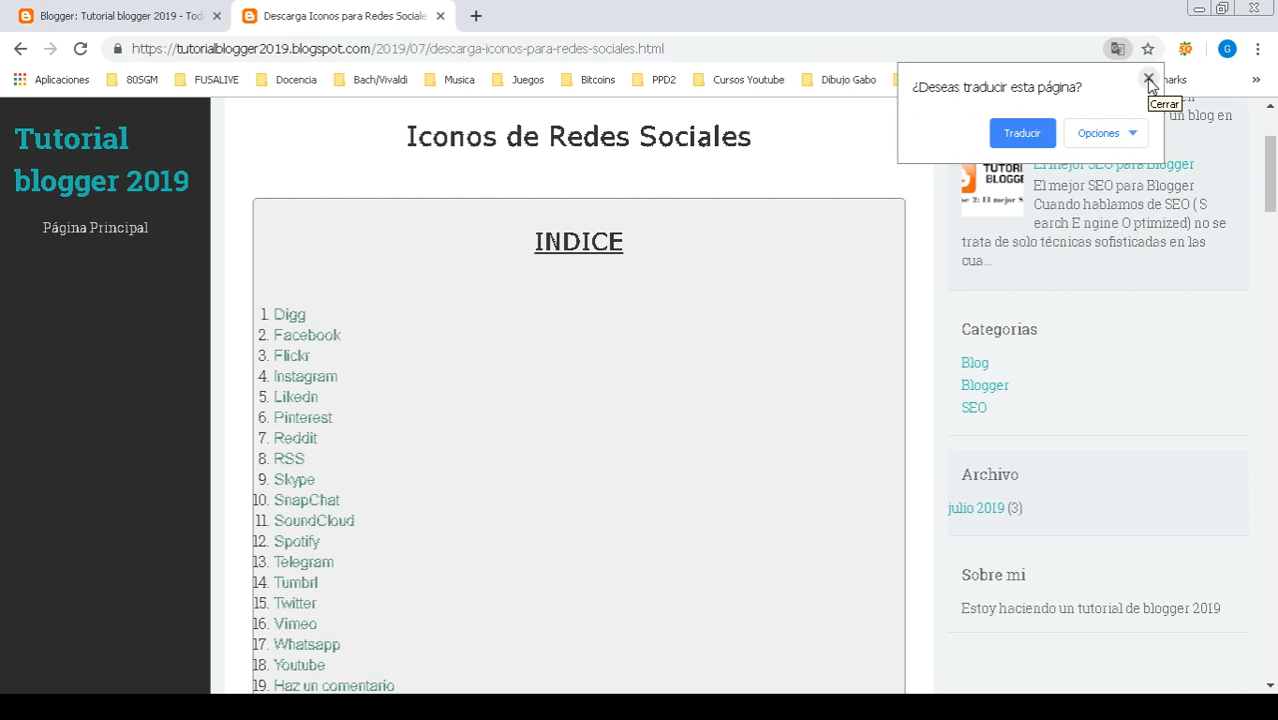 Blogger: Tutorial blogger 2019 - Tod
Descarga Iconos para Redes Sociale
https://tutorialblogger2019.blogspot.com/2019/07/descarga-iconos-para-redes-sociales.html
G
Aplicaciones
80SGM
FUSALIVE
Docencia
Bach/Vivaldi
Musica
Juegos
Bitcoins
PPD2
Cursos Youtube
Dibujo Gabo
marks
»
¿Deseas traducir esta página?
Cerrar
Traducir
Opciones
Tutorial
blogger 2019
Página Principal
Iconos de Redes Sociales
INDICE
1. Digg
2. Facebook
3. Flickr
4. Instagram
5. Likedn
6. Pinterest
7. Reddit
8. RSS
9. Skype
10. SnapChat
11. SoundCloud
12. Spotify
13. Telegram
14. Tumbrl
15. Twitter
16. Vimeo
17. Whatsapp
18. Youtube
19. Haz un comentario
un blog en
El mejor SEO para Blogger
El mejor SEO para Blogger
Cuando hablamos de SEO ( S
earch E ngine O ptimized) no se
trata de solo técnicas sofisticadas en las
cua...
Categorias
Blog
Blogger
SEO
Archivo
julio 2019 (3)
Sobre mi
Estoy haciendo un tutorial de blogger 2019